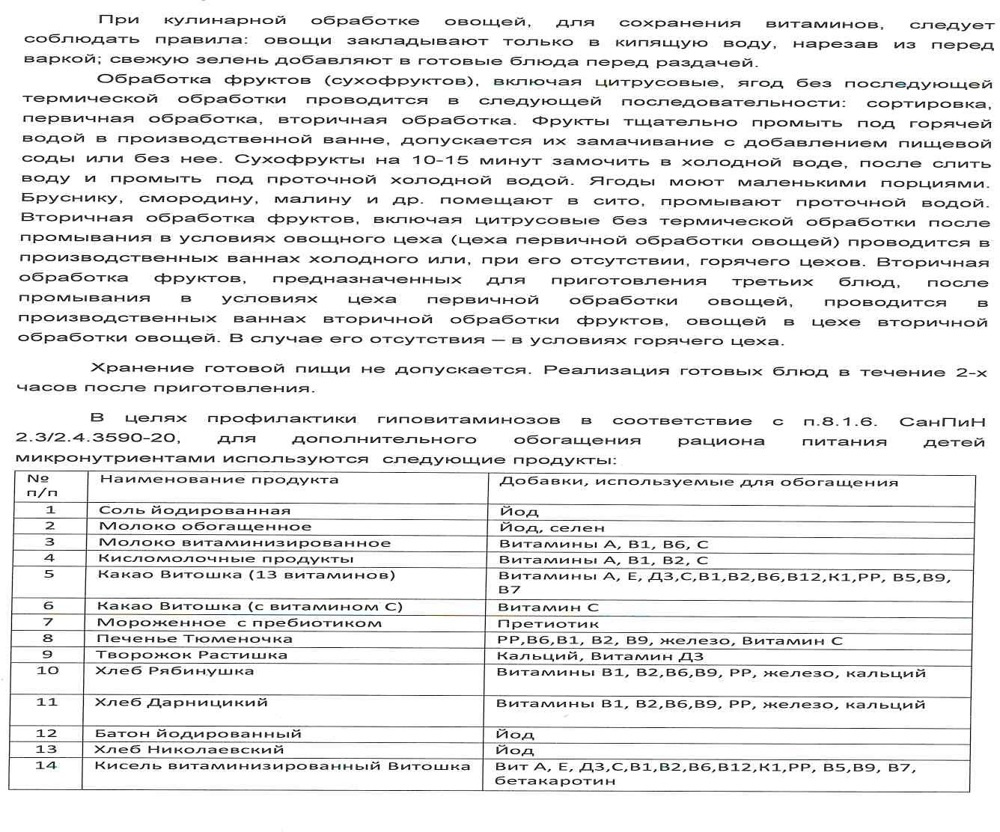 При кулинарной обработке овощей, для сохранения витаминов, следует
соблюдать правила: овощи закладывают только в кипящую воду, нарезав из перед
варкой; свежую зелень добавляют в готовые блюда перед раздачей.
Обработка фруктов (сухофруктов), включая цитрусовые, ягод без последующей
термической обработки проводится в следующей последовательности: сортировка,
первичная обработка, вторичная обработка. Фрукты тщательно промыть под горячей
водой в производственной ванне, допускается их замачивание с добавлением пищевой
соды или без нее. Сухофрукты на 10-15 минут замочить в холодной воде, после слить
воду и промыть под проточной холодной водой. Ягоды моют маленькими порциями.
Бруснику, смородину, малину и др. помещают в сито, промывают проточной водой.
Вторичная обработка фруктов, включая цитрусовые без термической обработки после
промывания в условиях овощного цеха (цеха первичной обработки овощей) проводится в
производственных ваннах холодного или, при его отсутствии, горячего цехов. Вторичная
обработка фруктов, предназначенных для приготовления третьих блюд, после
промывания в условиях цеха первичной обработки овощей, проводится в
производственных ваннах вторичной обработки фруктов, овощей в цехе вторичной
обработки овощей. В случае его отсутствия – в условиях горячего цеха.
Хранение готовой пищи не допускается. Реализация готовых блюд в течение 2-х
часов после приготовления.
В целях профилактики гиповитаминозов в соответствие с п.8.1.6. СанПиН
2.3/2.4.3590-20, для дополнительного обогащения рациона питания детей
микронутриентами используются следующие продукты:
№ п/п Наименование продукта Добавки, используемые для обогащения
1 Соль йодированная Йод
2 Молоко обогащенное Йод, селен
3 Молоко витаминизированное Витамины А, В1, В6, С
4 Кисломолочные продукты Витамины А, В1, В2, С
5 Какао Витошка (13 витаминов) Витамины А, Е, Д3,С,В1,В2,В6,В12,К1,РР, В5,В9,
В7
6 Какао Витошка (с витамином С) Витамин С
7 Мороженное с пребиотиком Претиотик
8 Печенье Тюменочка РР,В6,В1, В2, В9, железо, Витамин С
9 Творожок Растишка Кальций, Витамин Д3
10 Хлеб Рябинушка Витамины В1, В2,В6,В9, РР, железо, кальций
11 Хлеб Дарницикий Витамины В1, В2,В6,В9, РР, железо, кальций
12 Батон йодированный Йод
13 Хлеб Николаевский Йод
14 Кисель витаминизированный Витошка Вит А, Е, Д3,С,В1,В2,В6,В12,К1,РР, В5,В9, В7,
бетакаротин